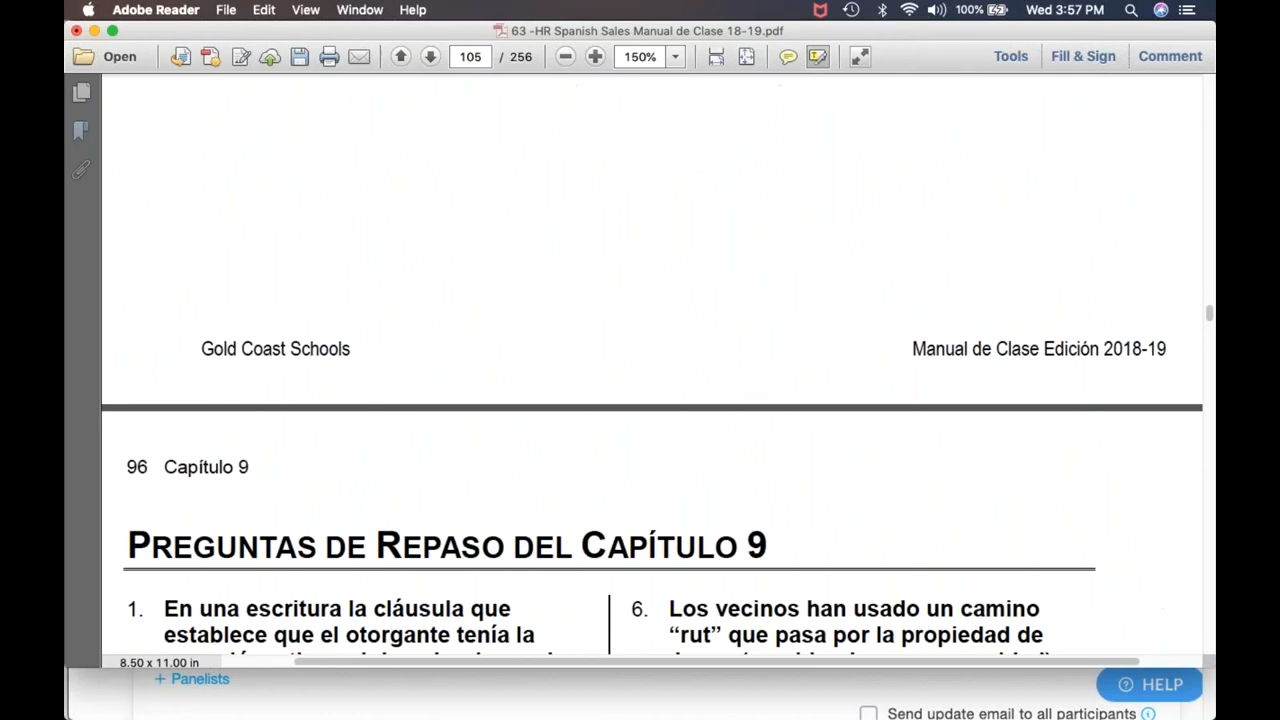 Adobe Reader File Edit View Window Help 100% Wed 3:57 PM
63 -HR Spanish Sales Manual de Clase 18-19.pdf
Open 105 / 256 150% Tools Fill & Sign Comment
Gold Coast Schools Manual de Clase Edición 2018-19
96 Capítulo 9
PREGUNTAS DE REPASO DEL CAPÍTULO 9
1. En una escritura la cláusula que
establece que el otorgante tenía la
6. Los vecinos han usado un camino
“rut” que pasa por la propiedad de
8.50 x 11.00 in
+ Panelists
? HELP
Send update email to all participants